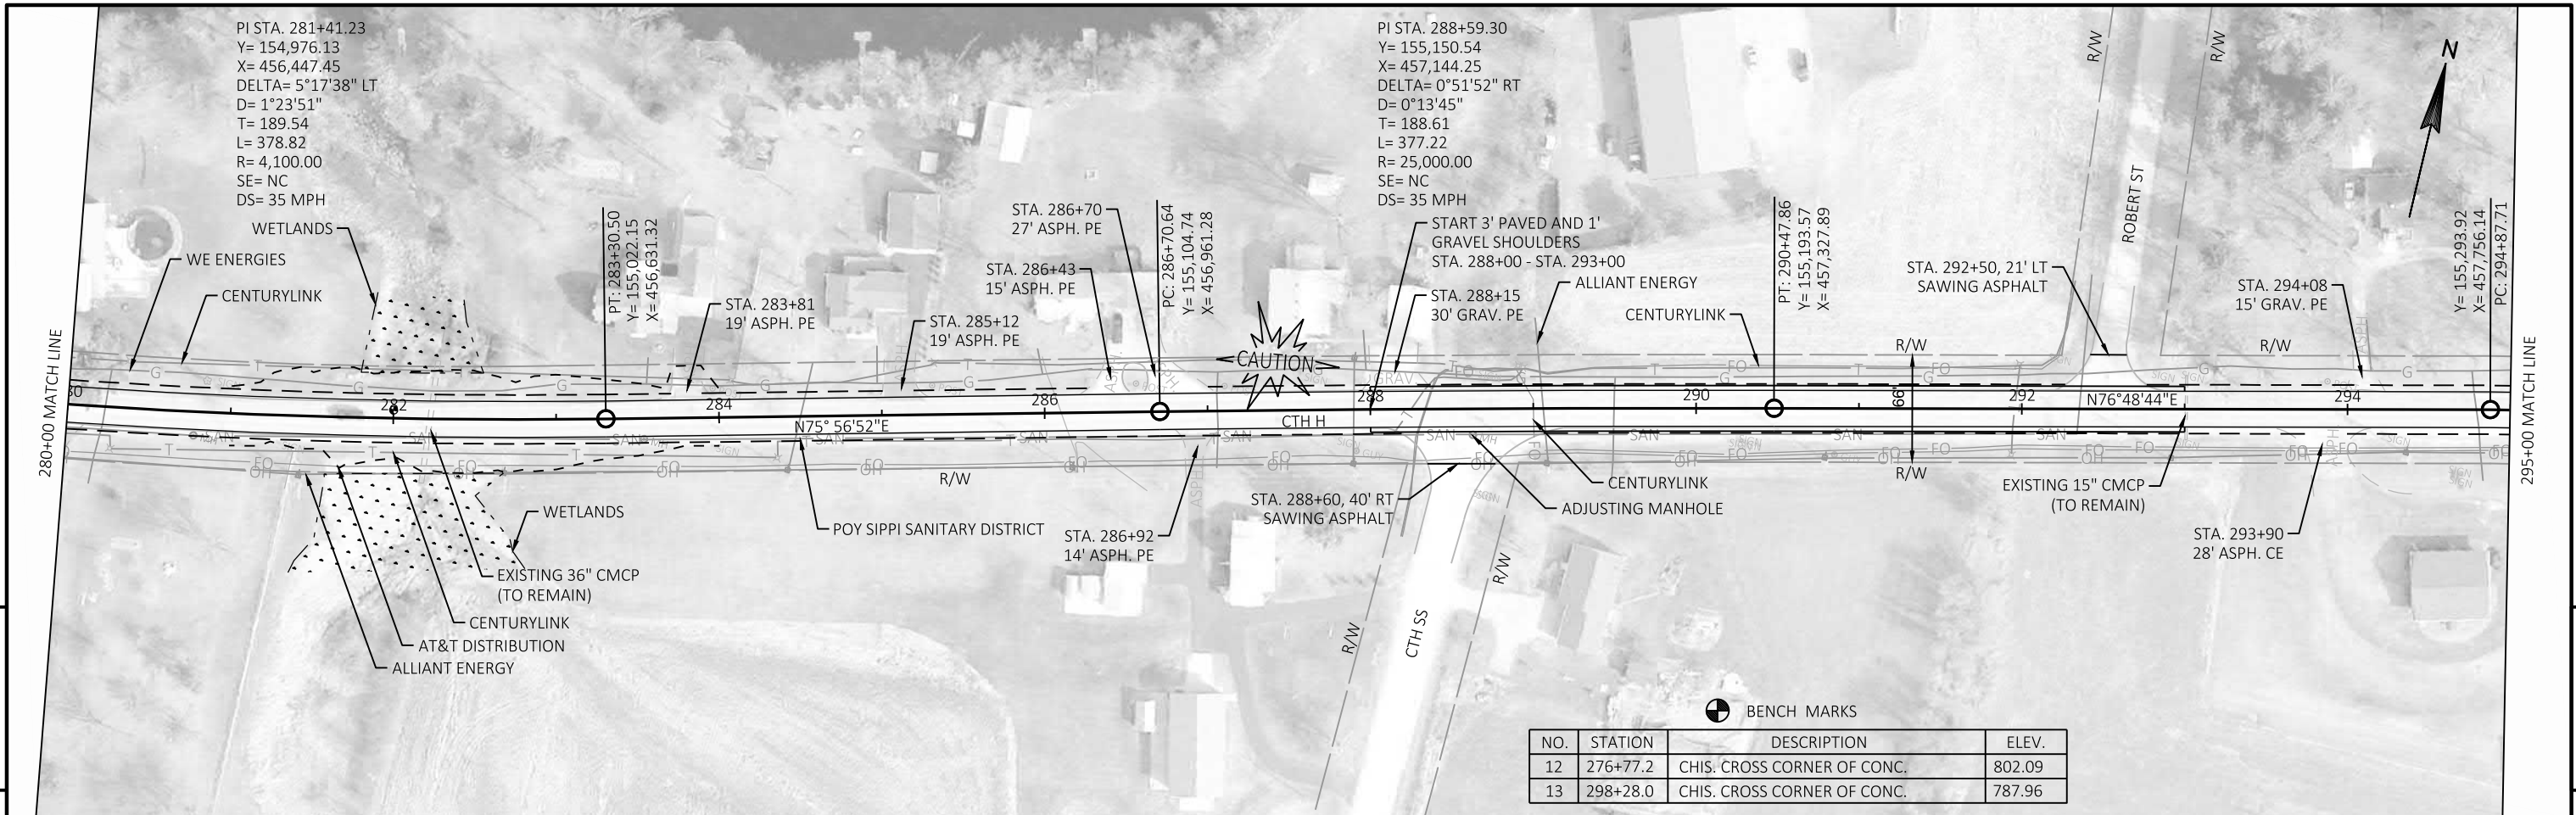 PI STA. 281+41.23
Y= 154,976.13
X= 456,447.45
DELTA= 5°17'38" LT
D= 1°23'51"
T= 189.54
L= 378.82
R= 4,100.00
SE= NC
DS= 35 MPH
WETLANDS
WE ENERGIES
CENTURYLINK
280+00 MATCH LINE
PT: 283+30.50
Y= 155,022.15
X= 456,631.32
STA. 283+81
19' ASPH. PE
STA. 285+12
19' ASPH. PE
STA. 286+70
27' ASPH. PE
STA. 286+43
15' ASPH. PE
PC: 286+70.64
Y= 155,104.74
X= 456,961.28
CAUTION
PI STA. 288+59.30
Y= 155,150.54
X= 457,144.25
DELTA= 0°51'52" RT
D= 0°13'45"
T= 188.61
L= 377.22
R= 25,000.00
SE= NC
DS= 35 MPH
START 3' PAVED AND 1'
GRAVEL SHOULDERS
STA. 288+00 - STA. 293+00
STA. 288+15
30' GRAV. PE
ALLIANT ENERGY
CENTURYLINK
PT: 290+47.86
Y= 155,193.57
X= 457,327.89
STA. 292+50, 21' LT
SAWING ASPHALT
R/W
R/W
ROBERT ST
N
STA. 294+08
15' GRAV. PE
Y= 155,293.92
X= 457,756.14
PC: 294+87.71
295+00 MATCH LINE
R/W
R/W
282
284
286
288
290
292
294
N75° 56'52"E
CTH H
66'
N76°48'44"E
SAN SAN SAN SAN SAN SAN SAN SAN SAN SAN
R/W
R/W
WETLANDS
EXISTING 36" CMCP
(TO REMAIN)
CENTURYLINK
AT&T DISTRIBUTION
ALLIANT ENERGY
POY SIPPI SANITARY DISTRICT
STA. 286+92
14' ASPH. PE
STA. 288+60, 40' RT
SAWING ASPHALT
CENTURYLINK
ADJUSTING MANHOLE
EXISTING 15" CMCP
(TO REMAIN)
STA. 293+90
28' ASPH. CE
R/W
CTH SS
R/W
BENCH MARKS
NO. STATION DESCRIPTION ELEV.
12 276+77.2 CHIS. CROSS CORNER OF CONC. 802.09
13 298+28.0 CHIS. CROSS CORNER OF CONC. 787.96